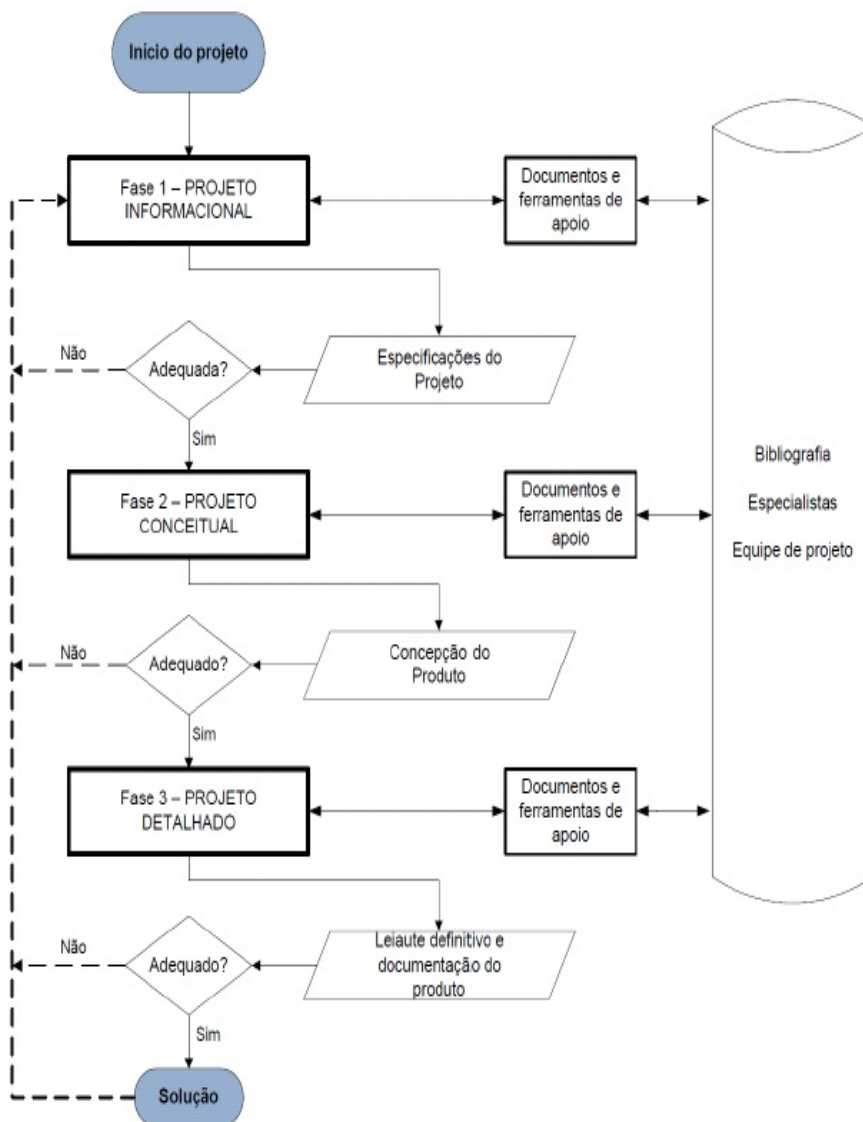 Início do projeto
Fase 1 – PROJETO
INFORMACIONAL
Documentos e
ferramentas de
apoio
Especificações do
Projeto
Adequada?
Não
Sim
Fase 2 – PROJETO
CONCEITUAL
Documentos e
ferramentas de
apoio
Bibliografia
Especialistas
Equipe de projeto
Concepção do
Produto
Adequado?
Não
Sim
Fase 3 – PROJETO
DETALHADO
Documentos e
ferramentas de
apoio
Leiaute definitivo e
documentação do
produto
Adequado?
Não
Sim
Solução